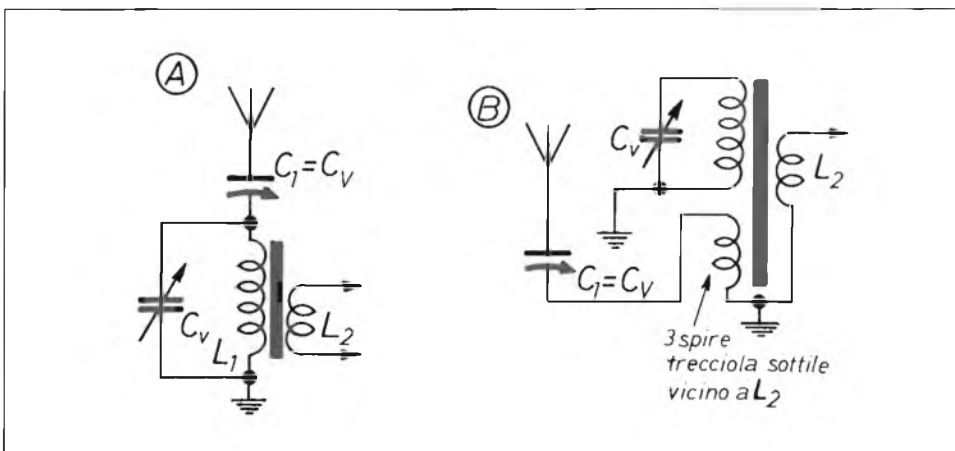 A
C1=CV
Cv
L1
L2
B
Cv
L2
C1=CV
3 spire
trecciola sottile
vicino a L2